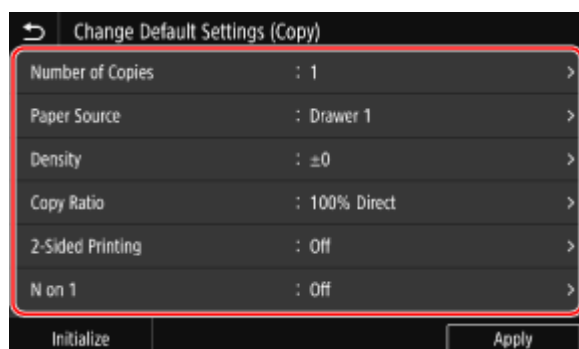 Change Default Settings (Copy)
Number of Copies : 1
Paper Source : Drawer 1
Density : ±0
Copy Ratio : 100% Direct
2-Sided Printing : Off
N on 1 : Off
Initialize Apply